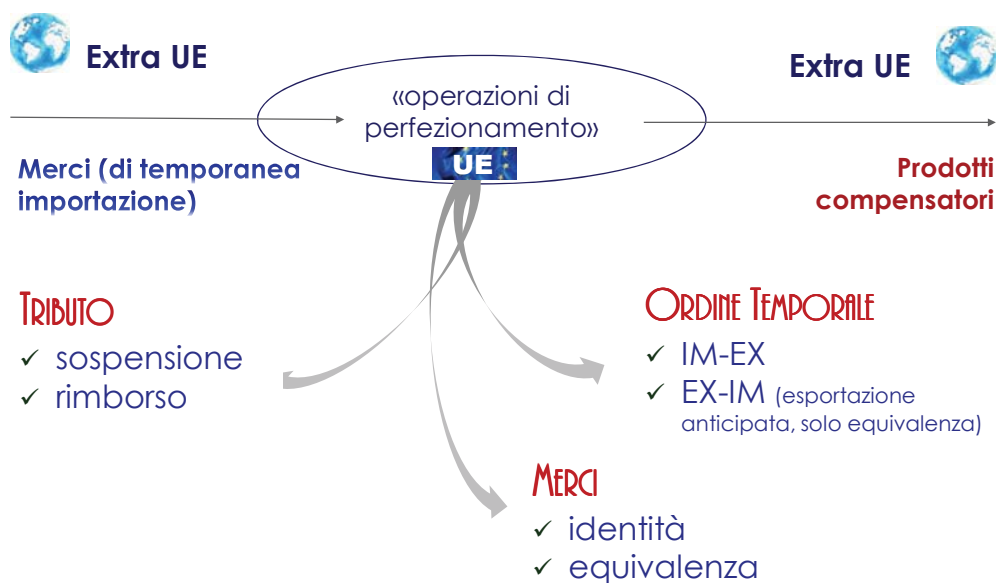 Extra UE
Extra UE
«operazioni di
perfezionamento»
UE
Merci (di temporanea
importazione)
Prodotti
compensatori
TRIBUTO
✓ sospensione
✓ rimborso
ORDINE TEMPORALE
✓ IM-EX
✓ EX-IM (esportazione
anticipata, solo equivalenza)
MERCI
✓ identità
✓ equivalenza